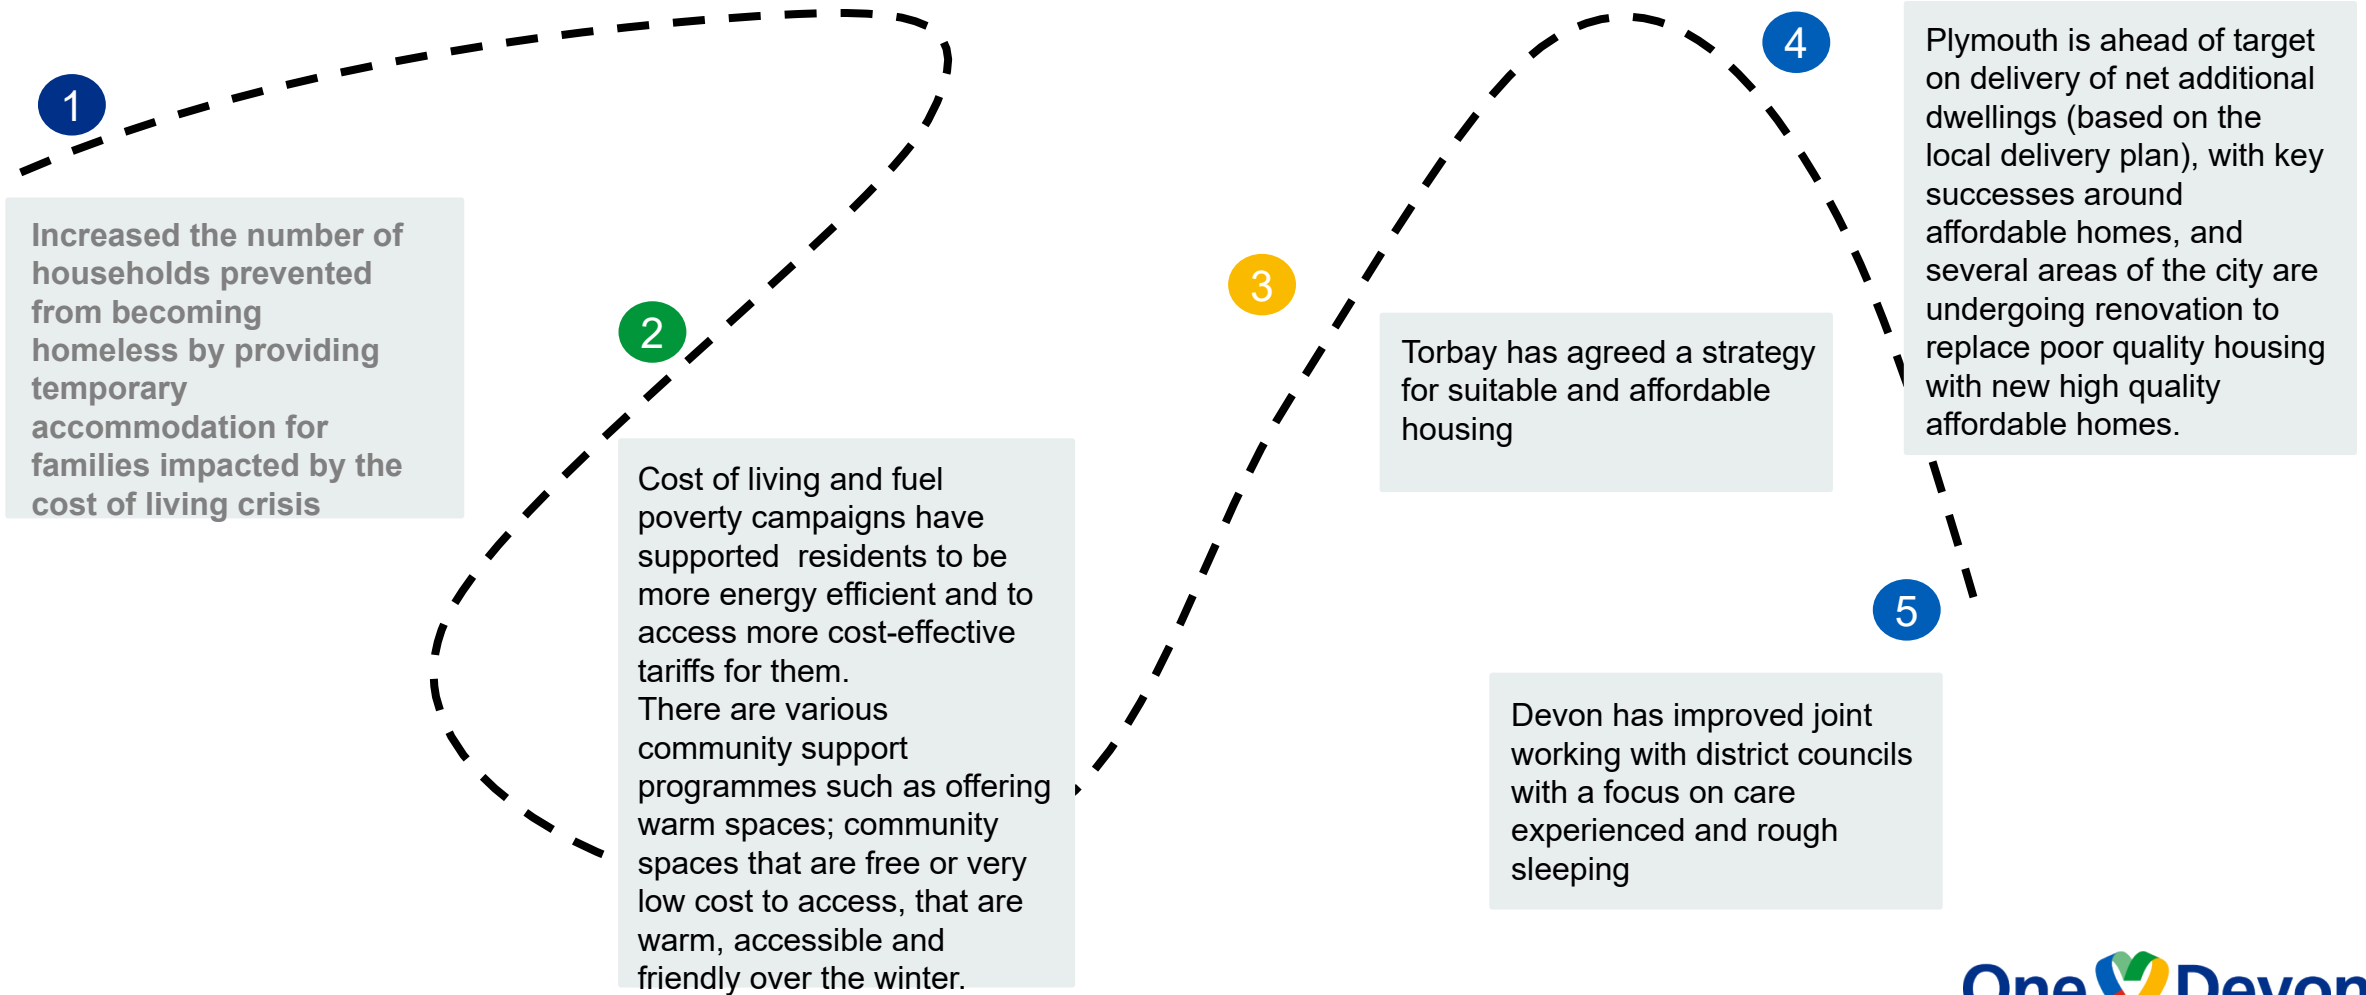 1
Increased the number of
households prevented
from becoming
homeless by providing
temporary
accommodation for
families impacted by the
cost of living crisis
2
Cost of living and fuel
poverty campaigns have
supported  residents to be
more energy efficient and to
access more cost-effective
tariffs for them.
There are various
community support
programmes such as offering
warm spaces; community
spaces that are free or very
low cost to access, that are
warm, accessible and
friendly over the winter.
3
Torbay has agreed a strategy
for suitable and affordable
housing
4
Plymouth is ahead of target
on delivery of net additional
dwellings (based on the
local delivery plan), with key
successes around
affordable homes, and
several areas of the city are
undergoing renovation to
replace poor quality housing
with new high quality
affordable homes.
5
Devon has improved joint
working with district councils
with a focus on care
experienced and rough
sleeping
One Devon